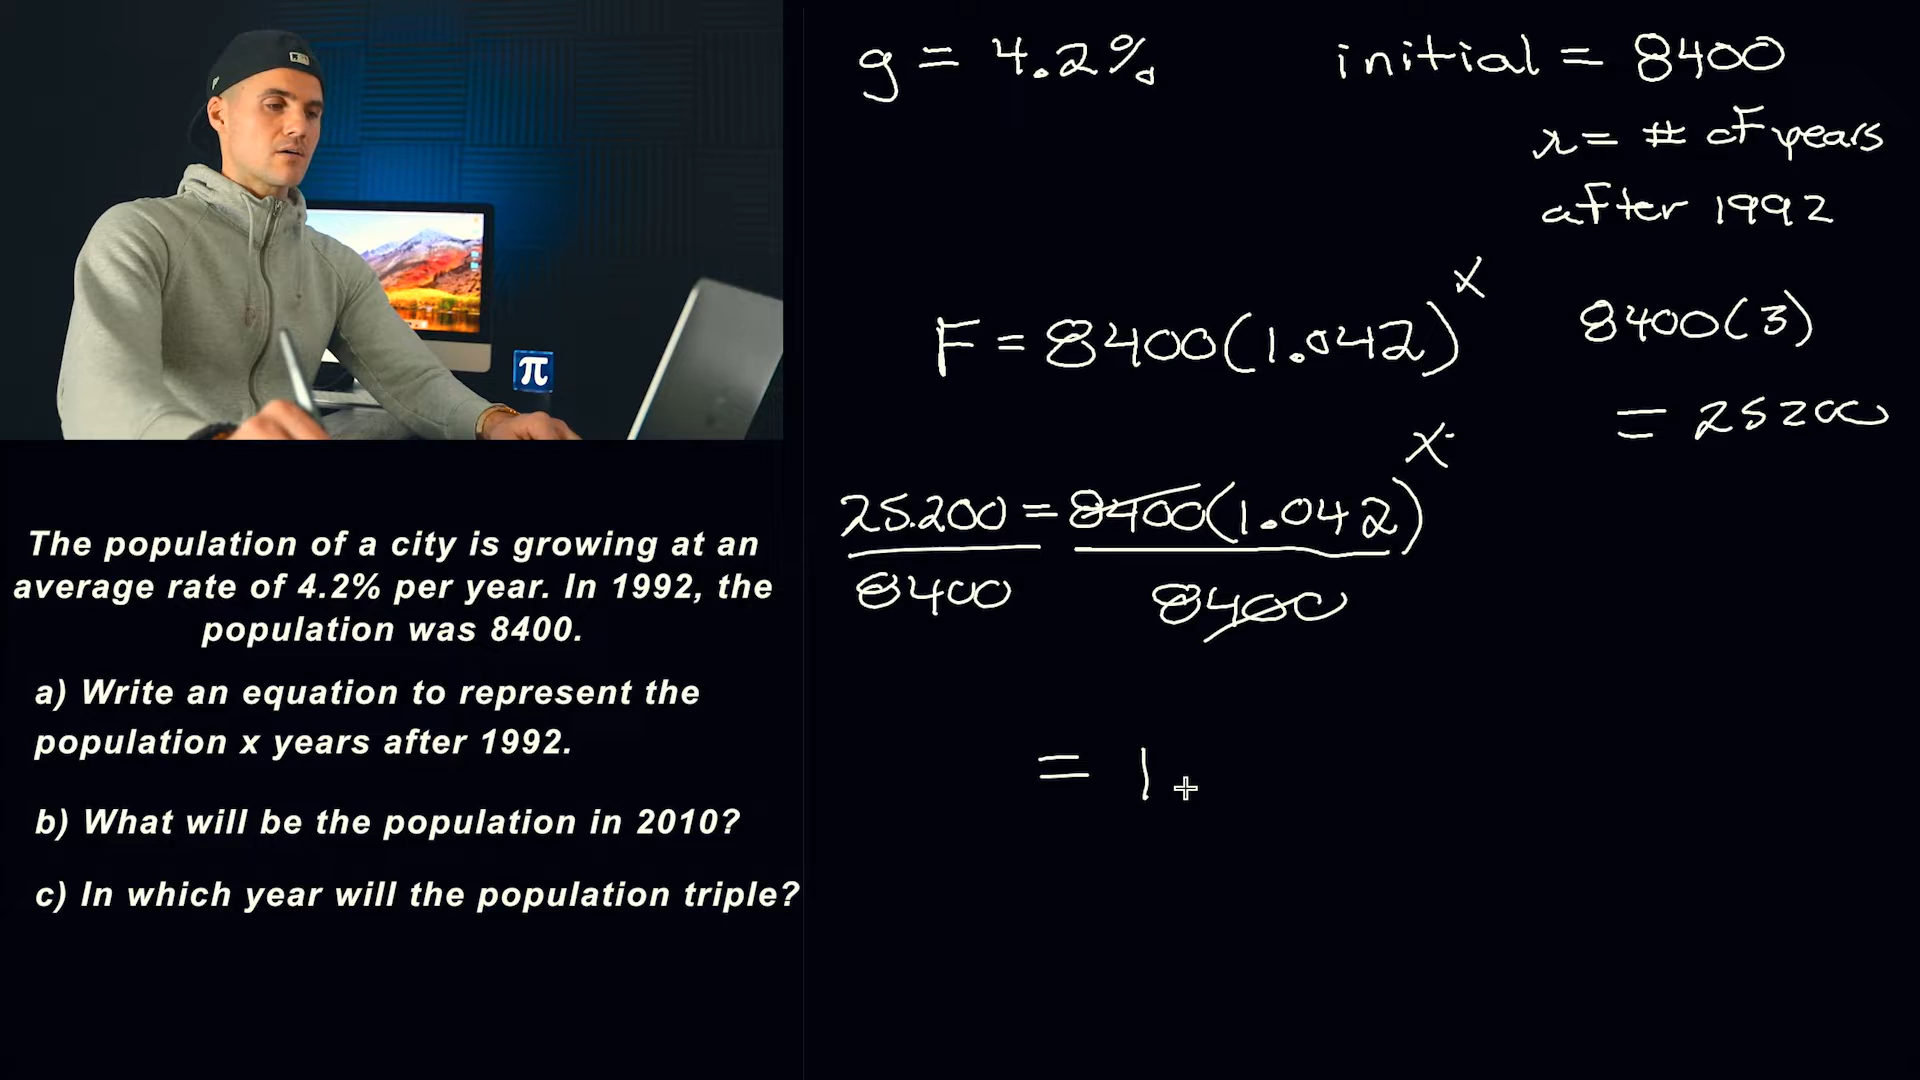 g = 4.2%
initial = 8400
x = # of years
after 1992
F = 8400(1.042)^x
8400(3)
= 25200
25200 = 8400(1.042)^x
8400 8400
= 1
π
The population of a city is growing at an
average rate of 4.2% per year. In 1992, the
population was 8400.
a) Write an equation to represent the
population x years after 1992.
b) What will be the population in 2010?
c) In which year will the population triple?